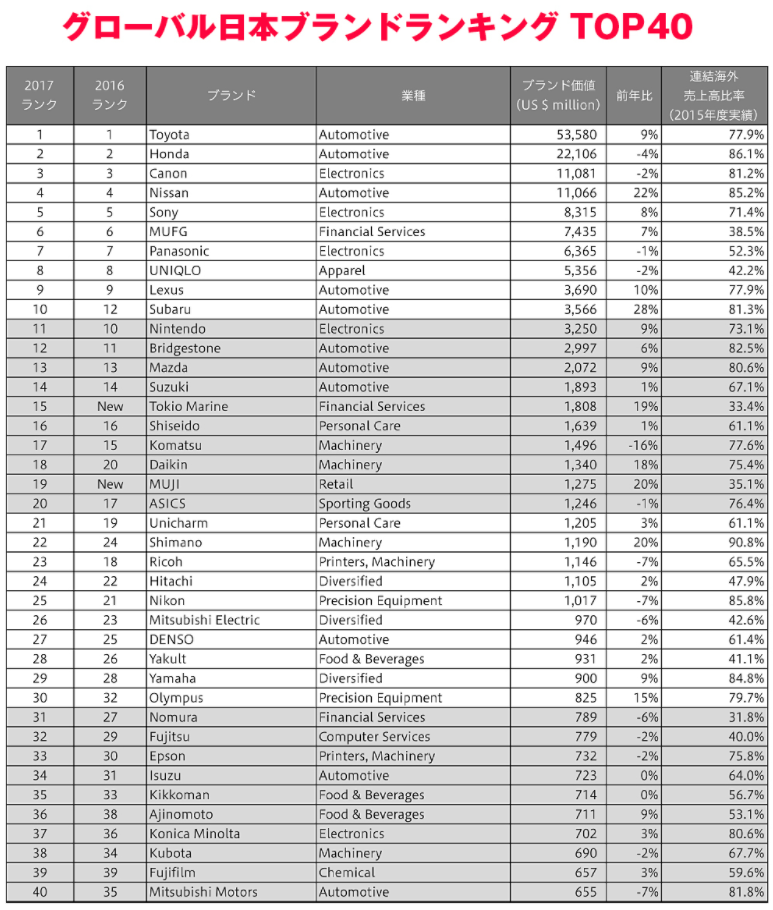 グローバル日本ブランドランキング TOP40
2017 ランク 2016 ランク ブランド 業種 ブランド価値 (US $ million) 前年比 連結海外 売上高比率 (2015年度実績)
1 1 Toyota Automotive 53,580 9% 77.9%
2 2 Honda Automotive 22,106 -4% 86.1%
3 3 Canon Electronics 11,081 -2% 81.2%
4 4 Nissan Automotive 11,066 22% 85.2%
5 5 Sony Electronics 8,315 8% 71.4%
6 6 MUFG Financial Services 7,435 7% 38.5%
7 7 Panasonic Electronics 6,365 -1% 52.3%
8 8 UNIQLO Apparel 5,356 -2% 42.2%
9 9 Lexus Automotive 3,690 10% 77.9%
10 12 Subaru Automotive 3,566 28% 81.3%
11 10 Nintendo Electronics 3,250 9% 73.1%
12 11 Bridgestone Automotive 2,997 6% 82.5%
13 13 Mazda Automotive 2,072 9% 80.6%
14 14 Suzuki Automotive 1,893 1% 67.1%
15 New Tokio Marine Financial Services 1,808 19% 33.4%
16 16 Shiseido Personal Care 1,639 1% 61.1%
17 15 Komatsu Machinery 1,496 -16% 77.6%
18 20 Daikin Machinery 1,340 18% 75.4%
19 New MUJI Retail 1,275 20% 35.1%
20 17 ASICS Sporting Goods 1,246 -1% 76.4%
21 19 Unicharm Personal Care 1,205 3% 61.1%
22 24 Shimano Machinery 1,190 20% 90.8%
23 18 Ricoh Printers, Machinery 1,146 -7% 65.5%
24 22 Hitachi Diversified 1,105 2% 47.9%
25 21 Nikon Precision Equipment 1,017 -7% 85.8%
26 23 Mitsubishi Electric Diversified 970 -6% 42.6%
27 25 DENSO Automotive 946 2% 61.4%
28 26 Yakult Food & Beverages 931 2% 41.1%
29 28 Yamaha Diversified 900 9% 84.8%
30 32 Olympus Precision Equipment 825 15% 79.7%
31 27 Nomura Financial Services 789 -6% 31.8%
32 29 Fujitsu Computer Services 779 -2% 40.0%
33 30 Epson Printers, Machinery 732 -2% 75.8%
34 31 Isuzu Automotive 723 0% 64.0%
35 33 Kikkoman Food & Beverages 714 0% 56.7%
36 38 Ajinomoto Food & Beverages 711 9% 53.1%
37 36 Konica Minolta Electronics 702 3% 80.6%
38 34 Kubota Machinery 690 -2% 67.7%
39 39 Fujifilm Chemical 657 3% 59.6%
40 35 Mitsubishi Motors Automotive 655 -7% 81.8%